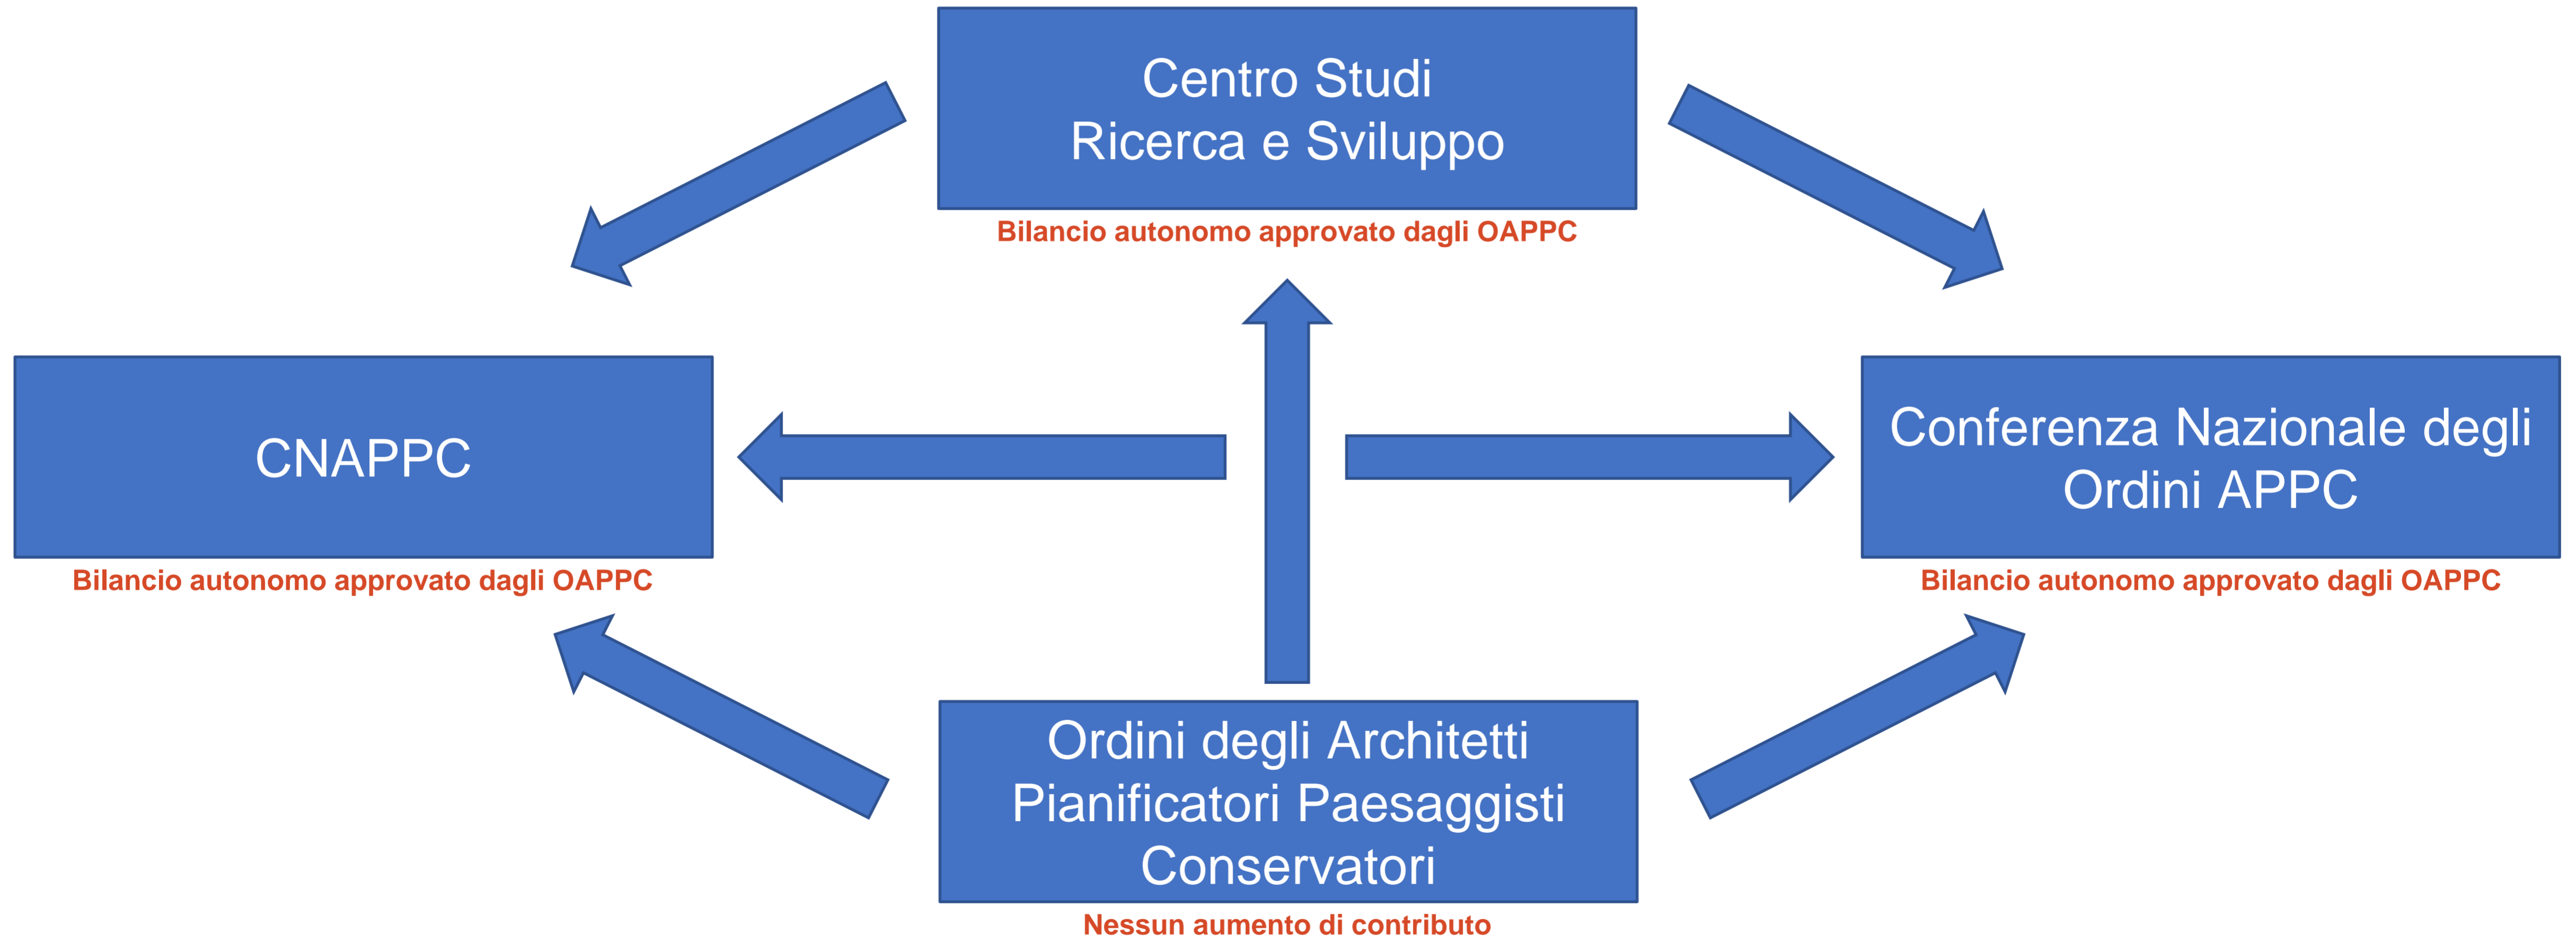 Centro Studi
Ricerca e Sviluppo
Bilancio autonomo approvato dagli OAPPC
CNAPPC
Bilancio autonomo approvato dagli OAPPC
Conferenza Nazionale degli
Ordini APPC
Bilancio autonomo approvato dagli OAPPC
Ordini degli Architetti
Pianificatori Paesaggisti
Conservatori
Nessun aumento di contributo